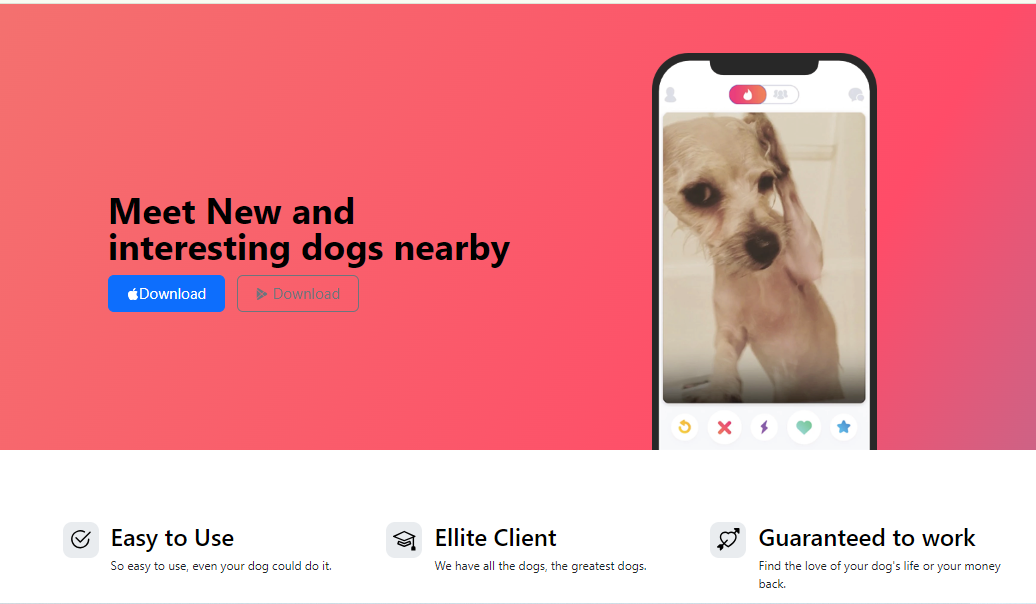 Meet New and
interesting dogs nearby
Download
Download
Easy to Use
So easy to use, even your dog could do it.
Ellite Client
We have all the dogs, the greatest dogs.
Guaranteed to work
Find the love of your dog's life or your money
back.